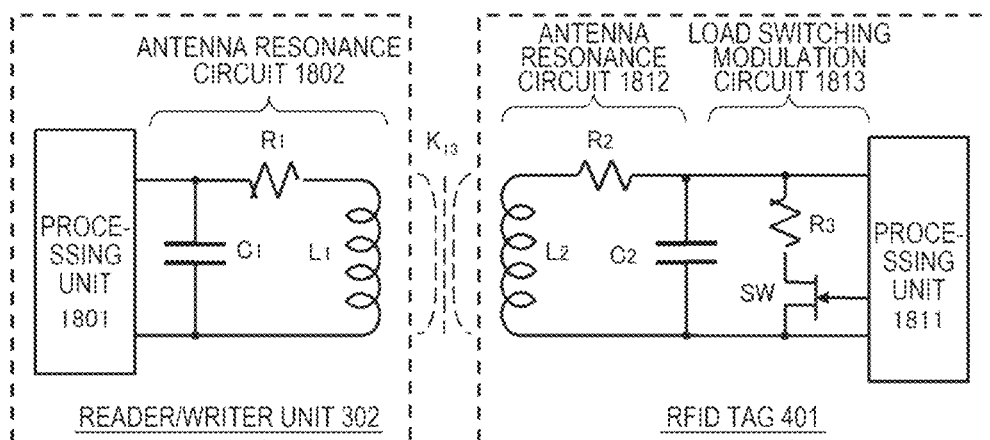 ANTENNA RESONANCE
CIRCUIT 1802
ANTENNA
RESONANCE
CIRCUIT 1812
LOAD SWITCHING
MODULATION
CIRCUIT 1813
R1
K13
R2
PROCE-
SSING
UNIT
1801
C1
L1
L2
C2
R3
SW
PROCE-
SSING
UNIT
1811
READER/WRITER UNIT 302
RFID TAG 401